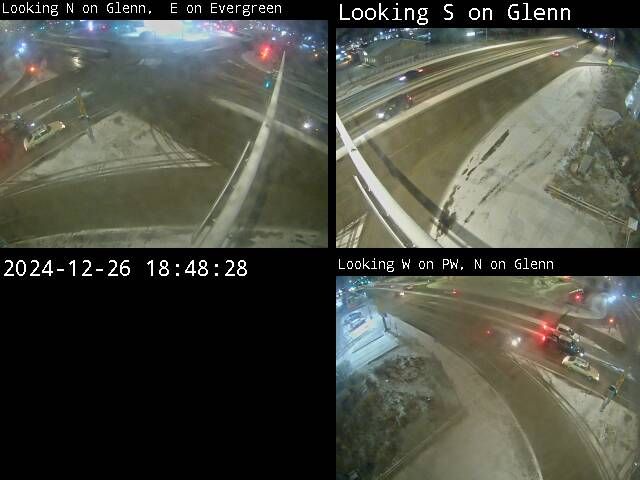 Looking N on Glenn,  E on Evergreen
Looking S on Glenn
2024-12-26 18:48:28
Looking W on PW, N on Glenn